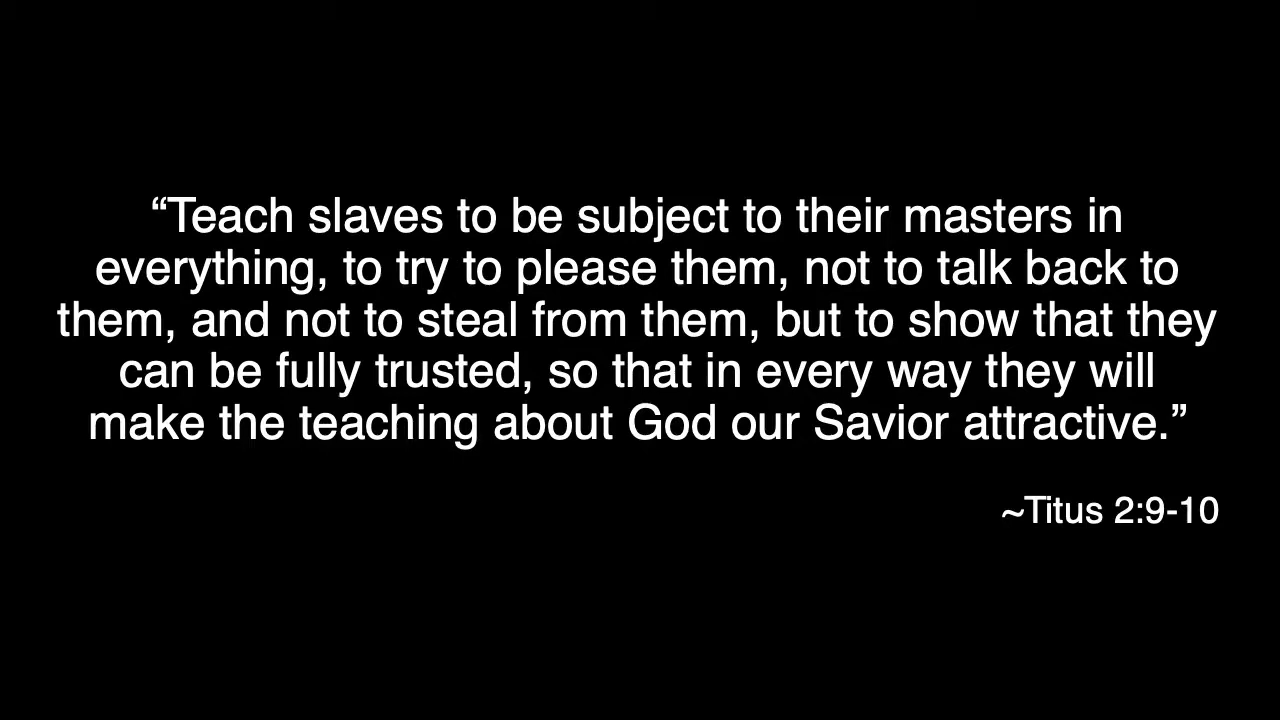 “Teach slaves to be subject to their masters in
everything, to try to please them, not to talk back to
them, and not to steal from them, but to show that they
can be fully trusted, so that in every way they will
make the teaching about God our Savior attractive.”
~Titus 2:9-10